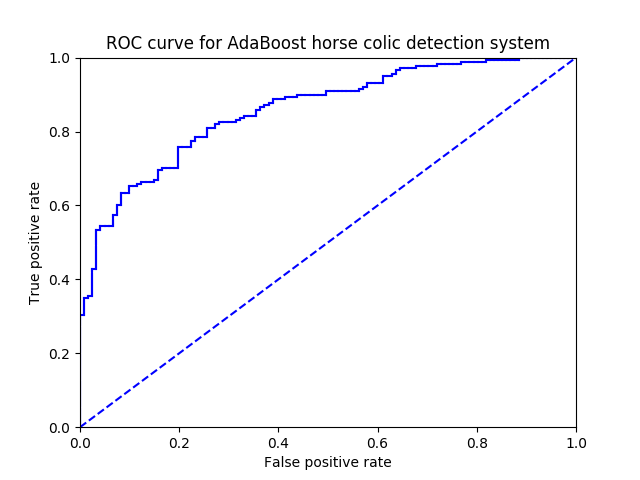 ROC curve for AdaBoost horse colic detection system
1.0
0.8
0.6
0.4
0.2
0.0
True positive rate
0.0 0.2 0.4 0.6 0.8 1.0
False positive rate